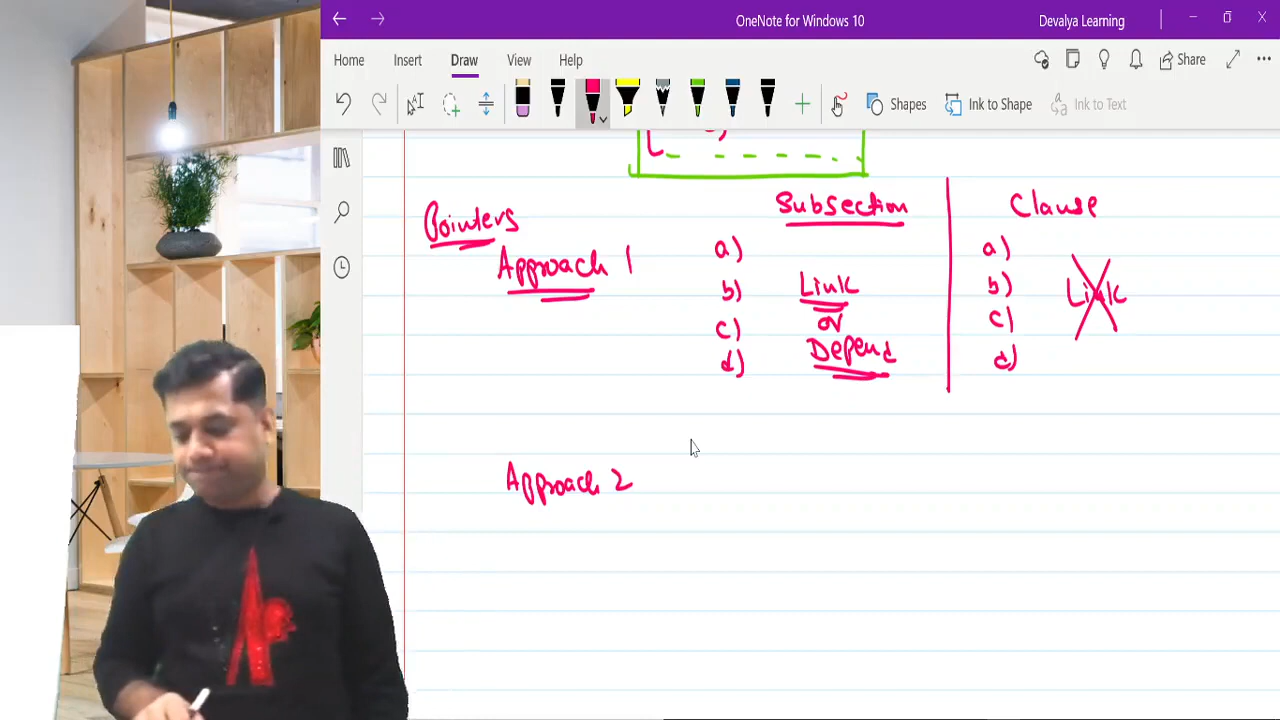 OneNote for Windows 10
Devalya Learning
Home
Insert
Draw
View
Help
Share
Shapes
Ink to Shape
Ink to Text
Pointers
Approach 1
Subsection
a)
b)
c)
d)
Link
or
Depend
Clause
a)
b)
c)
d)
Link
Approach 2